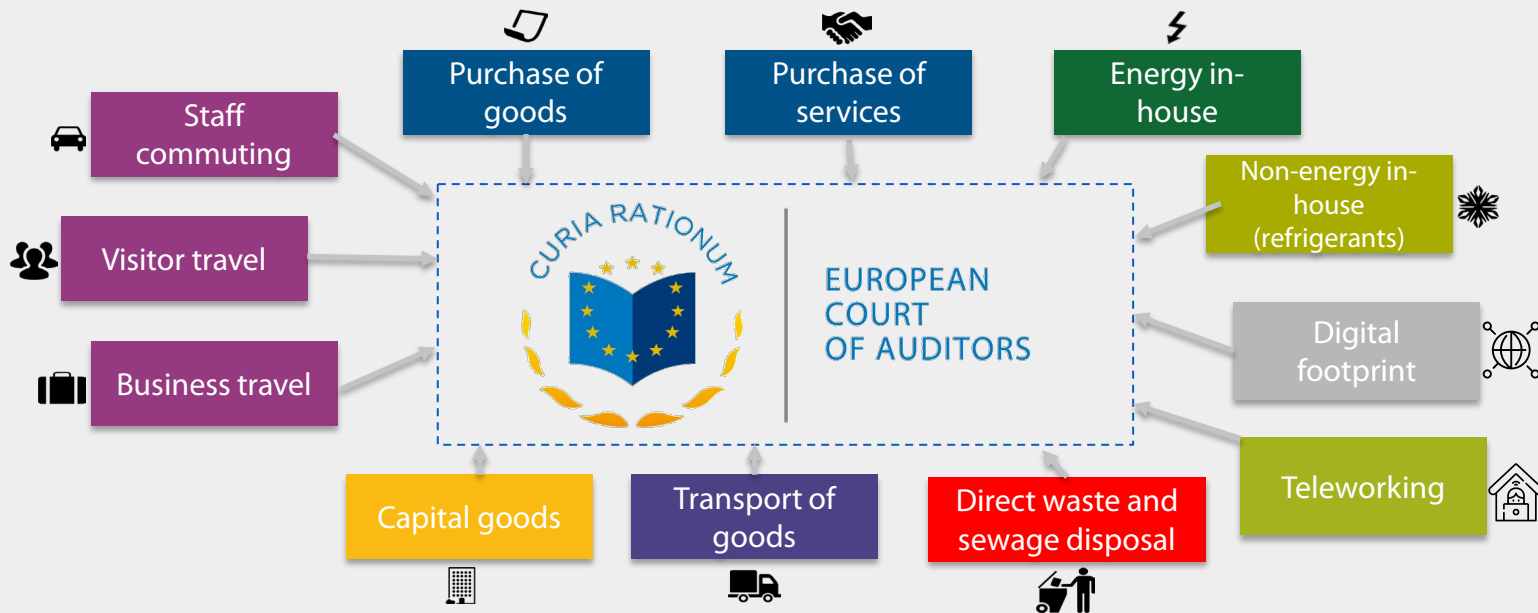 Purchase of
goods
Purchase of
services
Energy in-
house
Staff
commuting
Non-energy in-
house
(refrigerants)
CURIA RATIONUM
Visitor travel
EUROPEAN
COURT
OF AUDITORS
Digital
footprint
Business travel
Teleworking
Capital goods
Transport of
goods
Direct waste and
sewage disposal